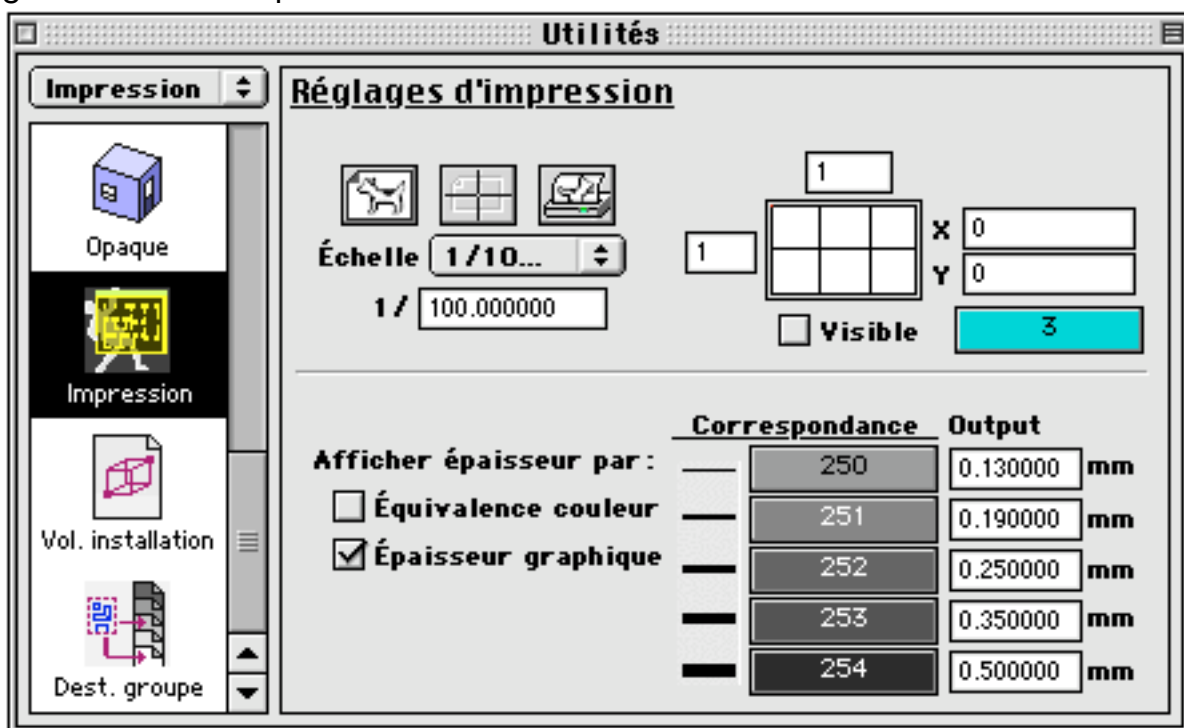 Utilités
Impression
Opaque
Impression
Vol. installation
Dest. groupe
Réglages d'impression
Échelle 1/10...
1/ 100.000000
1
1
X 0
Y 0
Visible 3
Correspondance Output
Afficher épaisseur par :
Équivalence couleur
Épaisseur graphique
250 0.130000 mm
251 0.190000 mm
252 0.250000 mm
253 0.350000 mm
254 0.500000 mm